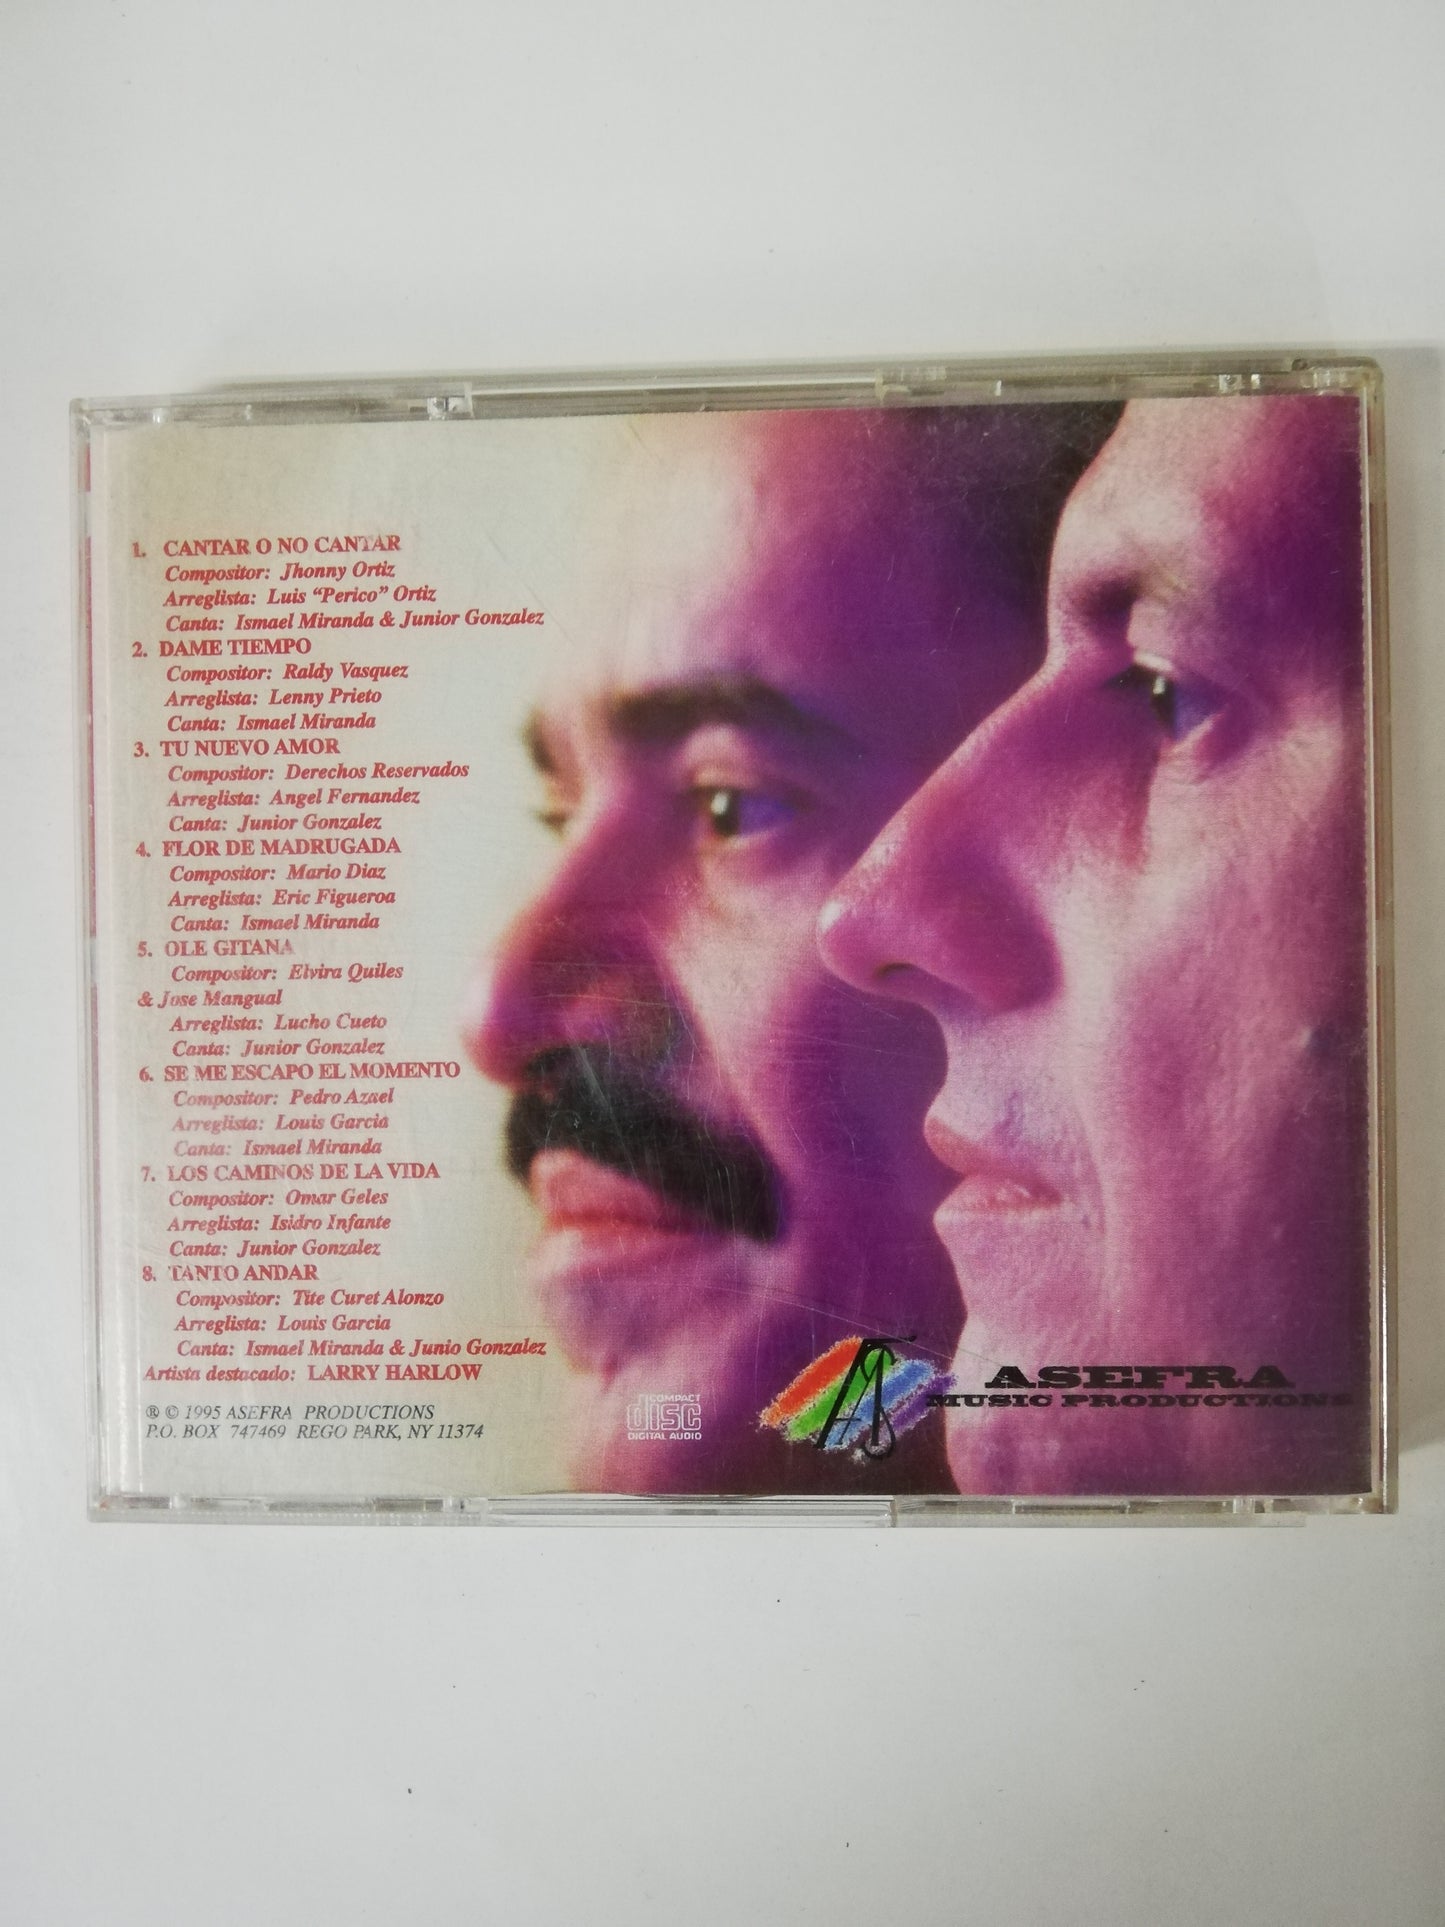 1. CANTAR O NO CANTAR
Compositor: Jhonny Ortiz
Arreglista: Luis “Perico” Ortiz
Canta: Ismael Miranda & Junior Gonzalez
2. DAME TIEMPO
Compositor: Raldy Vasquez
Arreglista: Lenny Prieto
Canta: Ismael Miranda
3. TU NUEVO AMOR
Compositor: Derechos Reservados
Arreglista: Angel Fernandez
Canta: Junior Gonzalez
4. FLOR DE MADRUGADA
Compositor: Mario Diaz
Arreglista: Eric Figueroa
Canta: Ismael Miranda
5. OLE GITANA
Compositor: Elvira Quiles
& Jose Mangual
Arreglista: Lucho Cueto
Canta: Junior Gonzalez
6. SE ME ESCAPO EL MOMENTO
Compositor: Pedro Azael
Arreglista: Louis Garcia
Canta: Ismael Miranda
7. LOS CAMINOS DE LA VIDA
Compositor: Omar Geles
Arreglista: Isidro Infante
Canta: Junior Gonzalez
8. TANTO ANDAR
Compositor: Tite Curet Alonzo
Arreglista: Louis Garcia
Canta: Ismael Miranda & Junio Gonzalez
Artista destacado: LARRY HARLOW
® © 1995 ASEFRA PRODUCTIONS
P.O. BOX 747469 REGO PARK, NY 11374
COMPACT
disc
DIGITAL AUDIO
ASEFRA
MUSIC PRODUCTIONS